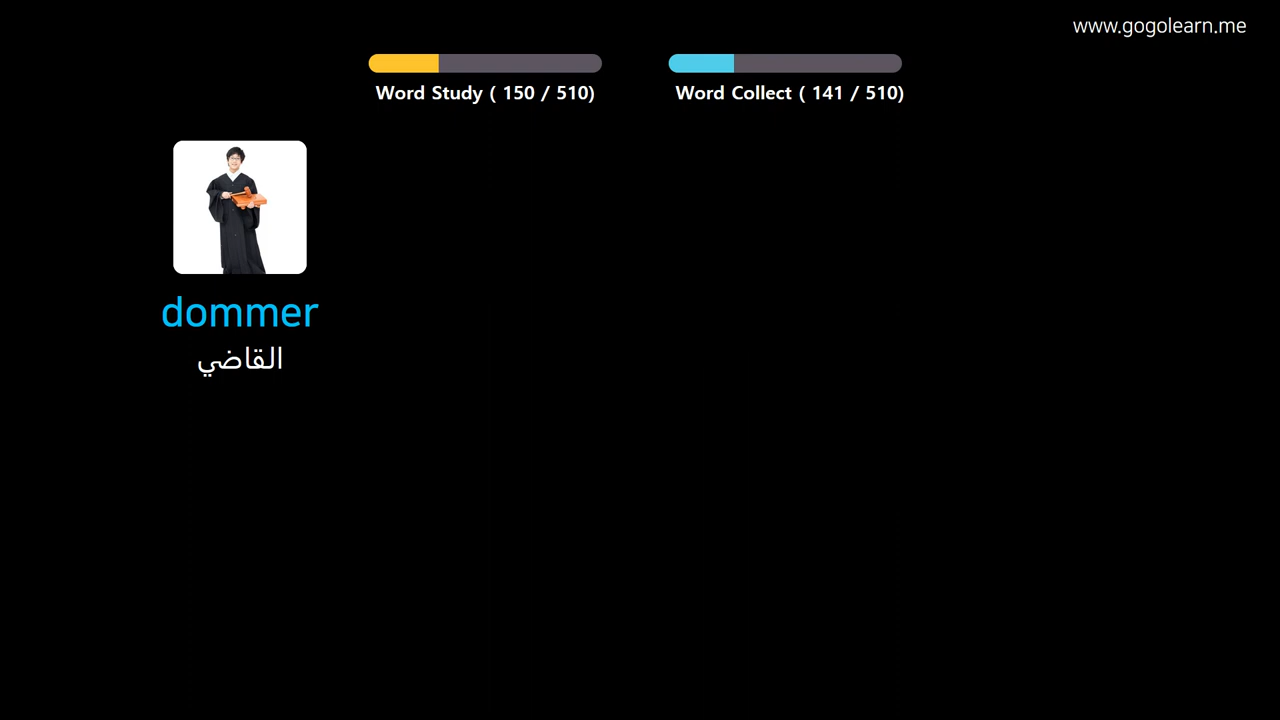 www.gogolearn.me
Word Study ( 150 / 510)
Word Collect ( 141 / 510)
dommer
القاضي